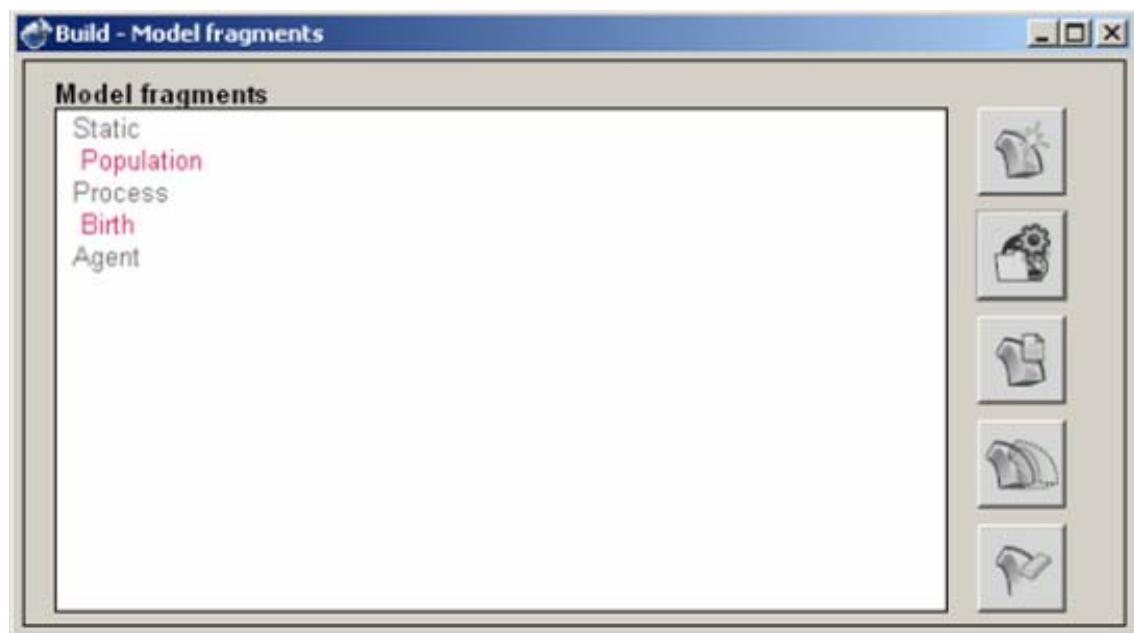 Build - Model fragments
Model fragments
Static
Population
Process
Birth
Agent